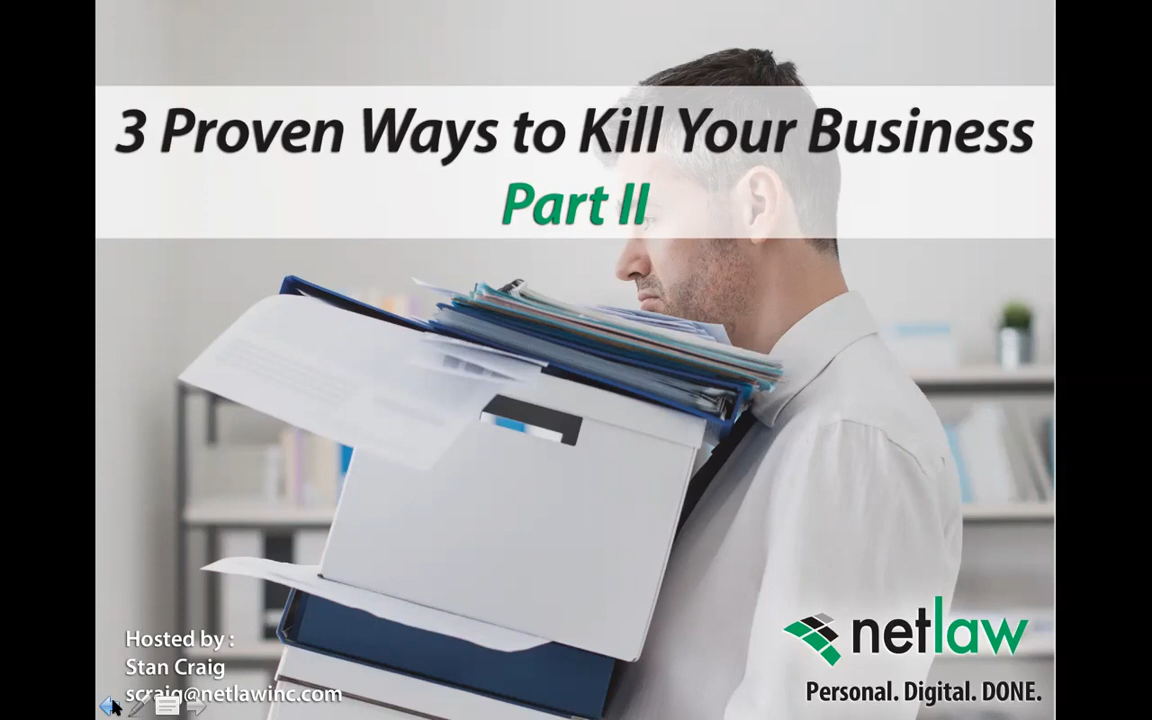 3 Proven Ways to Kill Your Business
Part II
Hosted by :
Stan Craig
scraig@netlawinc.com
netlaw
Personal. Digital. DONE.